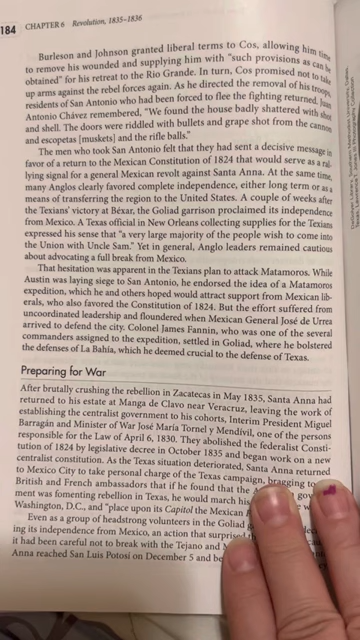 184 CHAPTER 6 Revolution, 1835–1836
Burleson and Johnson granted liberal terms to Cos, allowing him time
to remove his wounded and supplying him with "such provisions as can be
obtained" for his retreat to the Rio Grande. In turn, Cos promised not to take
up arms against the rebel forces again. As he directed the removal of his troops,
residents of San Antonio who had been forced to flee the fighting returned. Juan
Antonio Chávez remembered, "We found the house badly shattered with shot
and shell. The doors were riddled with bullets and grape shot from the cannon
and escopetas [muskets] and the rifle balls."
The men who took San Antonio felt that they had sent a decisive message in
favor of a return to the Mexican Constitution of 1824 that would serve as a ral-
lying signal for a general Mexican revolt against Santa Anna. At the same time,
many Anglos clearly favored complete independence, either long term or as a
means of transferring the region to the United States. A couple of weeks after
the Texians' victory at Béxar, the Goliad garrison proclaimed its independence
from Mexico. A Texas official in New Orleans collecting supplies for the Texians
expressed his sense that "a very large majority of the people wish to come into
the Union with Uncle Sam." Yet in general, Anglo leaders remained cautious
about advocating a full break from Mexico.
That hesitation was apparent in the Texians plan to attack Matamoros. While
Austin was laying siege to San Antonio, he endorsed the idea of a Matamoros
expedition, which he and others hoped would attract support from Mexican lib-
erals, who also favored the Constitution of 1824. But the effort suffered from
uncoordinated leadership and floundered when Mexican General José de Urrea
arrived to defend the city. Colonel James Fannin, who was one of the several
commanders assigned to the expedition, settled in Goliad, where he bolstered
the defenses of La Bahía, which he deemed crucial to the defense of Texas.
Preparing for War
After brutally crushing the rebellion in Zacatecas in May 1835, Santa Anna had
returned to his estate at Manga de Clavo near Veracruz, leaving the work of
establishing the centralist government to his cohorts, Interim President Miguel
Barragán and Minister of War José María Tornel y Mendívil, one of the persons
responsible for the Law of April 6, 1830. They abolished the federalist Consti-
tution of 1824 by legislative decree in October 1835 and began work on a new
centralist constitution. As the Texas situation deteriorated, Santa Anna returned
to Mexico City to take personal charge of the Texas campaign, bragging to
British and French ambassadors that if he found that the gov
ment was fomenting rebellion in Texas, he would march his
Washington, D.C., and "place upon its Capitol the Mexican
Even as a group of headstrong volunteers in the Goliad
ing its independence from Mexico, an action that surprised
it had been careful not to break with the Tejano and
Anna reached San Luis Potosí on December 5 and be